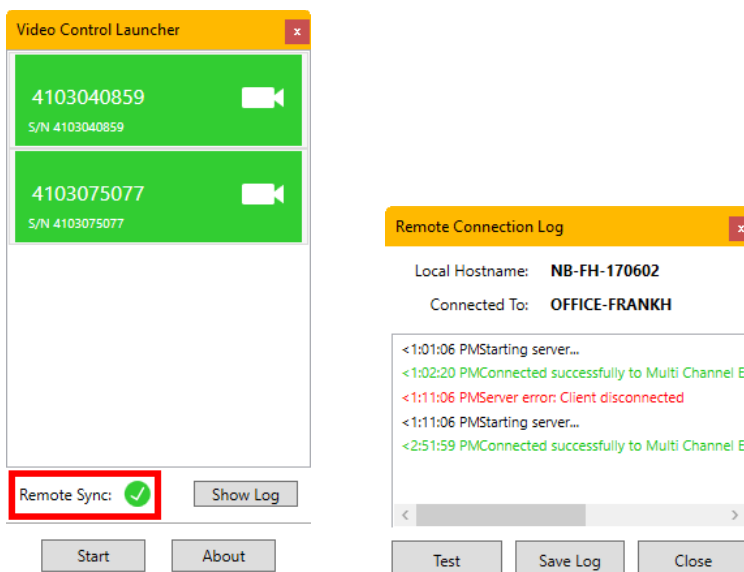 Video Control Launcher
x
4103040859
S/N 4103040859
4103075077
S/N 4103075077
Remote Sync:
Show Log
Start
About
Remote Connection Log
x
Local Hostname: NB-FH-170602
Connected To: OFFICE-FRANKH
<1:01:06 PMStarting server...
<1:02:20 PMConnected successfully to Multi Channel E
<1:11:06 PMServer error: Client disconnected
<1:11:06 PMStarting server...
<2:51:59 PMConnected successfully to Multi Channel E
Test
Save Log
Close